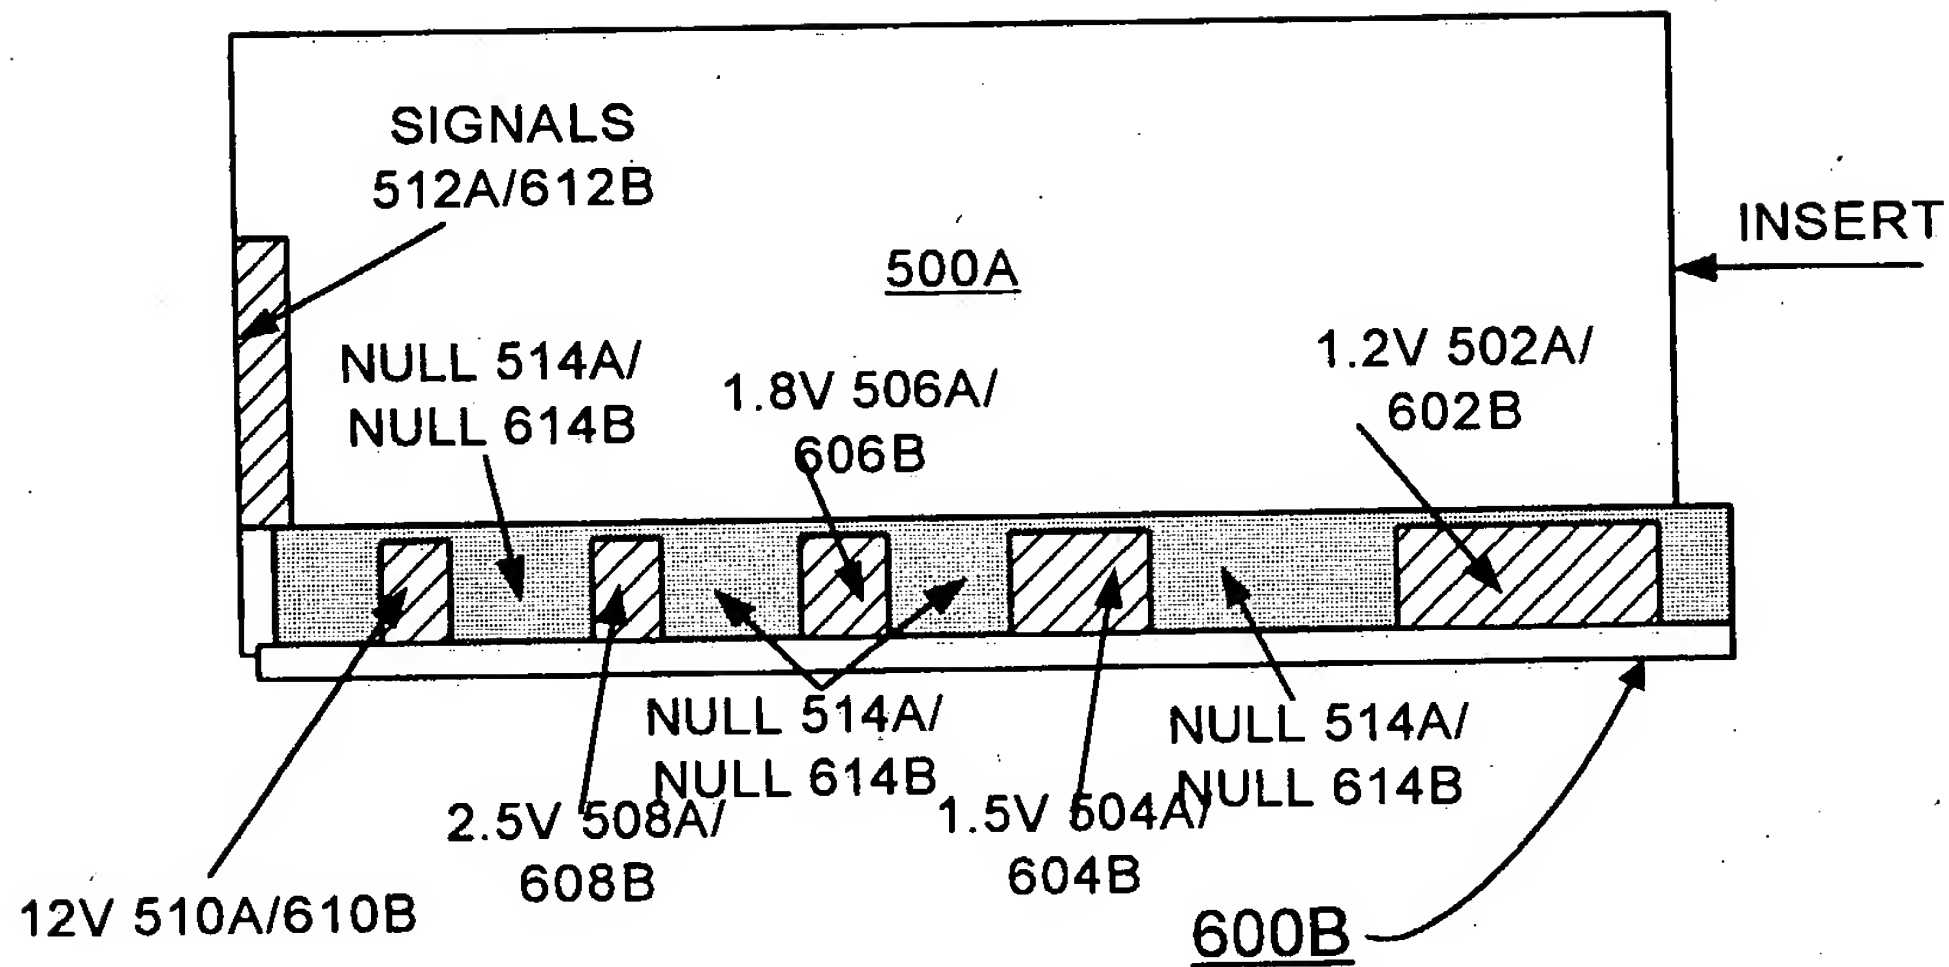 SIGNALS
512A/612B
INSERT
500A
1.2V 502A/
602B
NULL 514A/
NULL 614B
1.8V 506A/
606B
NULL 514A/
NULL 614B
NULL 514A/
NULL 614B
2.5V 508A/
608B
1.5V 504A/
604B
12V 510A/610B
600B